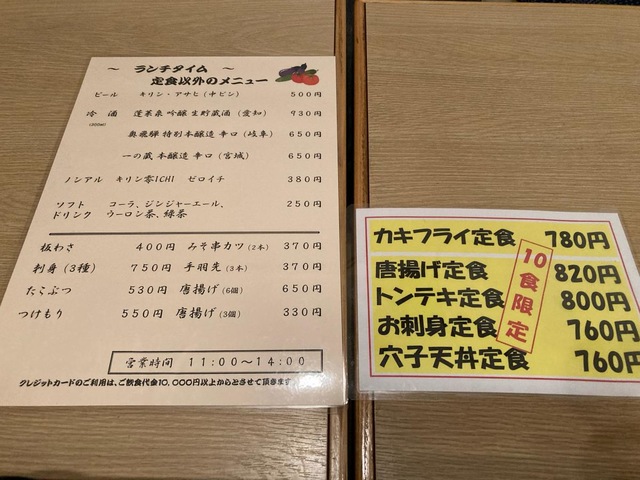 ～ ランチタイム ～
定食以外のメニュー
ビール キリン・アサヒ(中ビン) 500円
冷酒 蓬莱泉 吟醸 生貯蔵酒 (愛知) 930円
(300ml)
奥飛騨 特別本醸造 辛口 (岐阜) 650円
一の蔵 本醸造 辛口 (宮城) 650円
ノンアル キリン零ICHI ゼロイチ 380円
ソフト コーラ、ジンジャーエール、 250円
ドリンク ウーロン茶、緑茶
板わさ 400円 みそ串カツ(2本) 370円
刺身(3種) 750円 手羽先(3本) 370円
たこぶつ 530円 唐揚げ(6個) 650円
つけもり 550円 唐揚げ(3個) 330円
営業時間 11:00～14:00
クレジットカードのご利用は、ご飲食代金10,000円以上からとさせて頂きます
カキフライ定食 780円
唐揚げ定食 820円
トンテキ定食 800円
お刺身定食 760円
穴子天丼定食 760円
10食限定